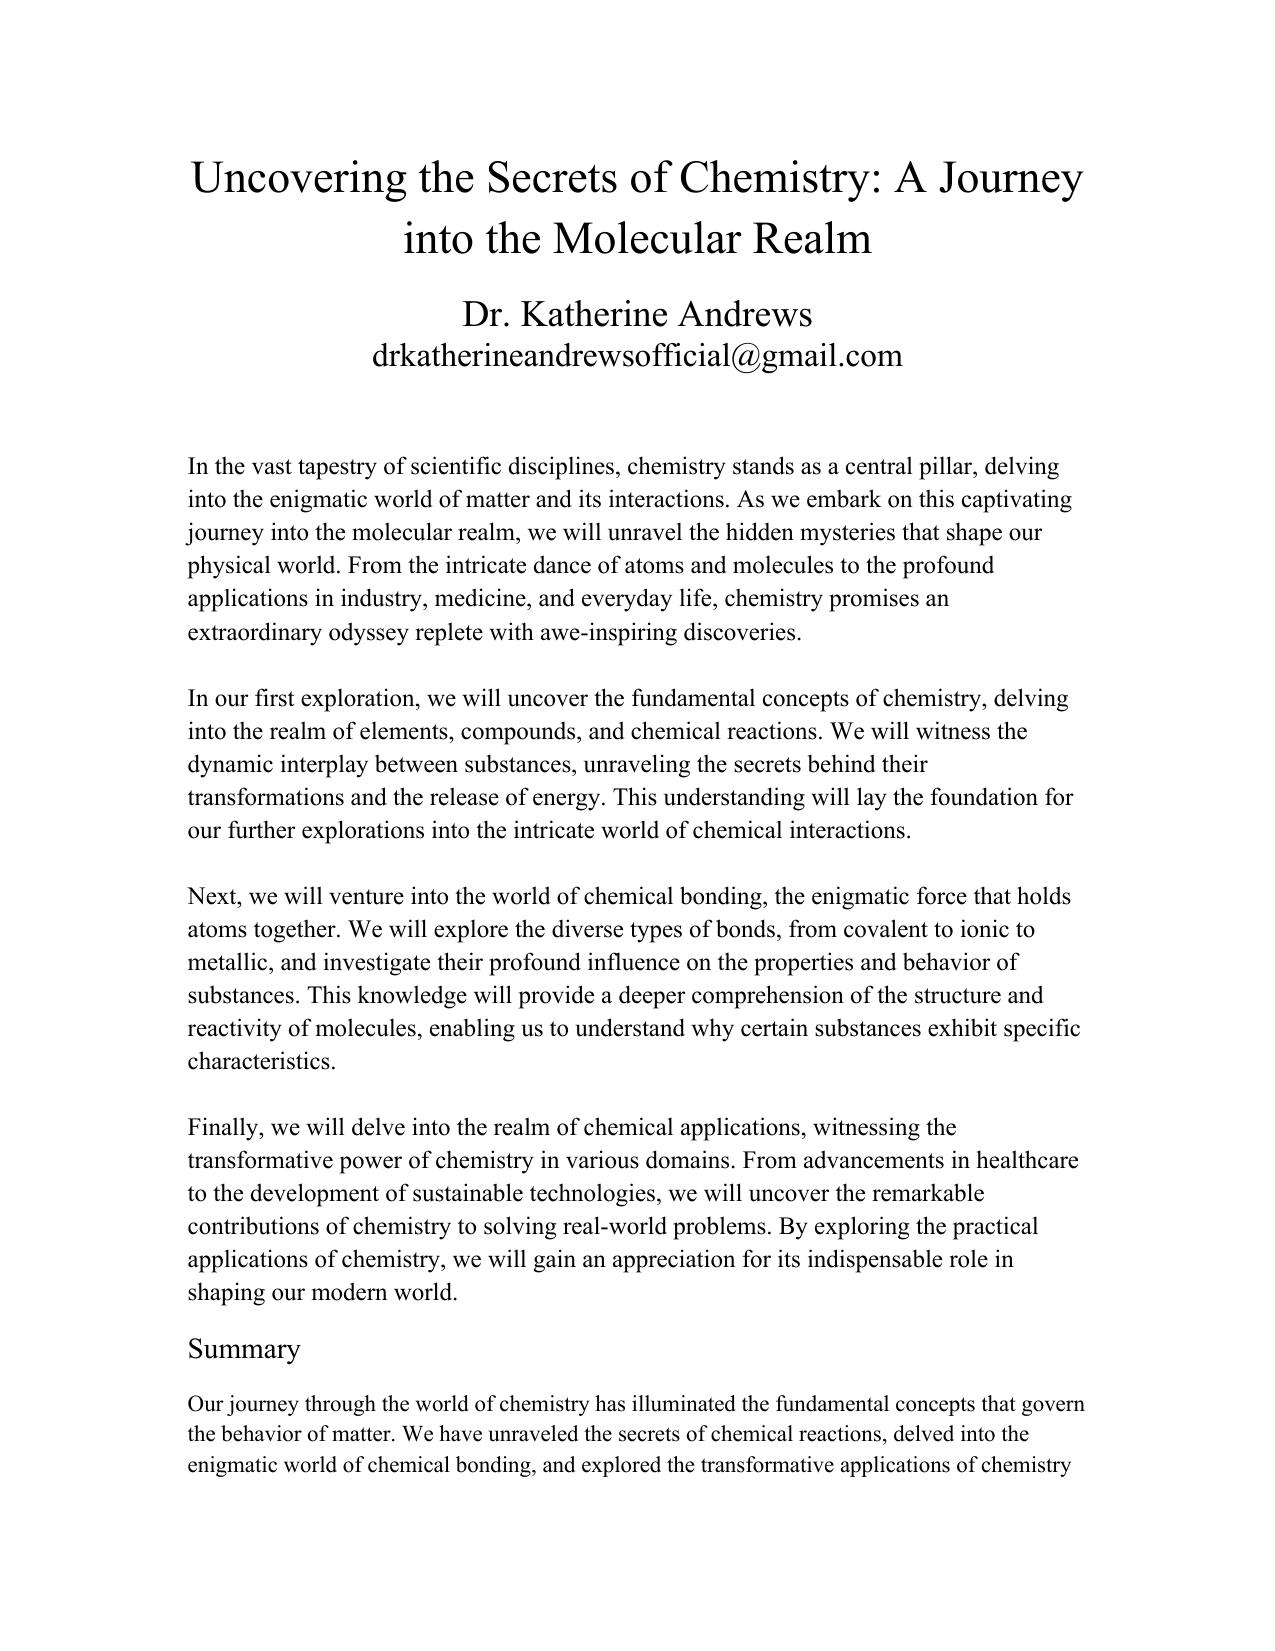 Uncovering the Secrets of Chemistry: A Journey
into the Molecular Realm
Dr. Katherine Andrews
drkatherineandrewsofficial@gmail.com
In the vast tapestry of scientific disciplines, chemistry stands as a central pillar, delving
into the enigmatic world of matter and its interactions. As we embark on this captivating
journey into the molecular realm, we will unravel the hidden mysteries that shape our
physical world. From the intricate dance of atoms and molecules to the profound
applications in industry, medicine, and everyday life, chemistry promises an
extraordinary odyssey replete with awe-inspiring discoveries.
In our first exploration, we will uncover the fundamental concepts of chemistry, delving
into the realm of elements, compounds, and chemical reactions. We will witness the
dynamic interplay between substances, unraveling the secrets behind their
transformations and the release of energy. This understanding will lay the foundation for
our further explorations into the intricate world of chemical interactions.
Next, we will venture into the world of chemical bonding, the enigmatic force that holds
atoms together. We will explore the diverse types of bonds, from covalent to ionic to
metallic, and investigate their profound influence on the properties and behavior of
substances. This knowledge will provide a deeper comprehension of the structure and
reactivity of molecules, enabling us to understand why certain substances exhibit specific
characteristics.
Finally, we will delve into the realm of chemical applications, witnessing the
transformative power of chemistry in various domains. From advancements in healthcare
to the development of sustainable technologies, we will uncover the remarkable
contributions of chemistry to solving real-world problems. By exploring the practical
applications of chemistry, we will gain an appreciation for its indispensable role in
shaping our modern world.
Summary
Our journey through the world of chemistry has illuminated the fundamental concepts that govern
the behavior of matter. We have unraveled the secrets of chemical reactions, delved into the
enigmatic world of chemical bonding, and explored the transformative applications of chemistry